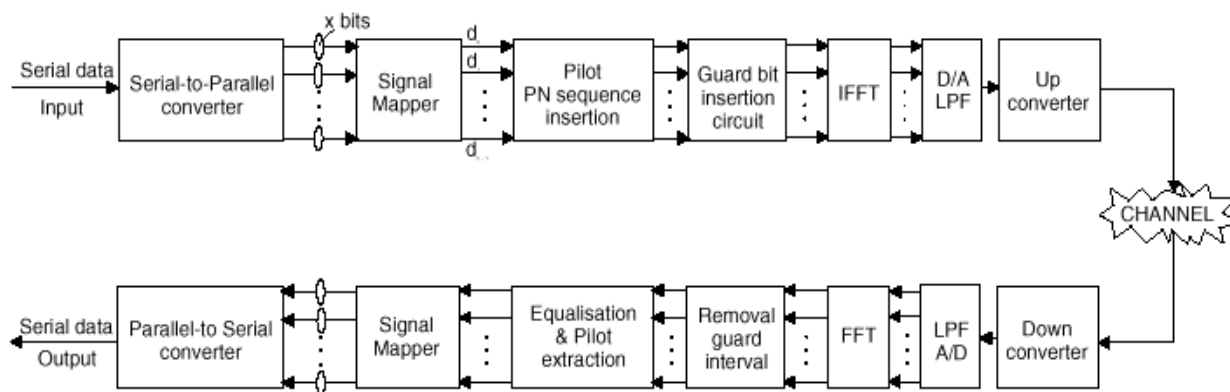 x bits
Serial data
Input
Serial-to-Parallel
converter
Signal
Mapper
d
d
d
Pilot
PN sequence
insertion
Guard bit
insertion
circuit
IFFT
D/A
LPF
Up
converter
CHANNEL
Serial data
Output
Parallel-to Serial
converter
Signal
Mapper
Equalisation
& Pilot
extraction
Removal
guard
interval
FFT
LPF
A/D
Down
converter